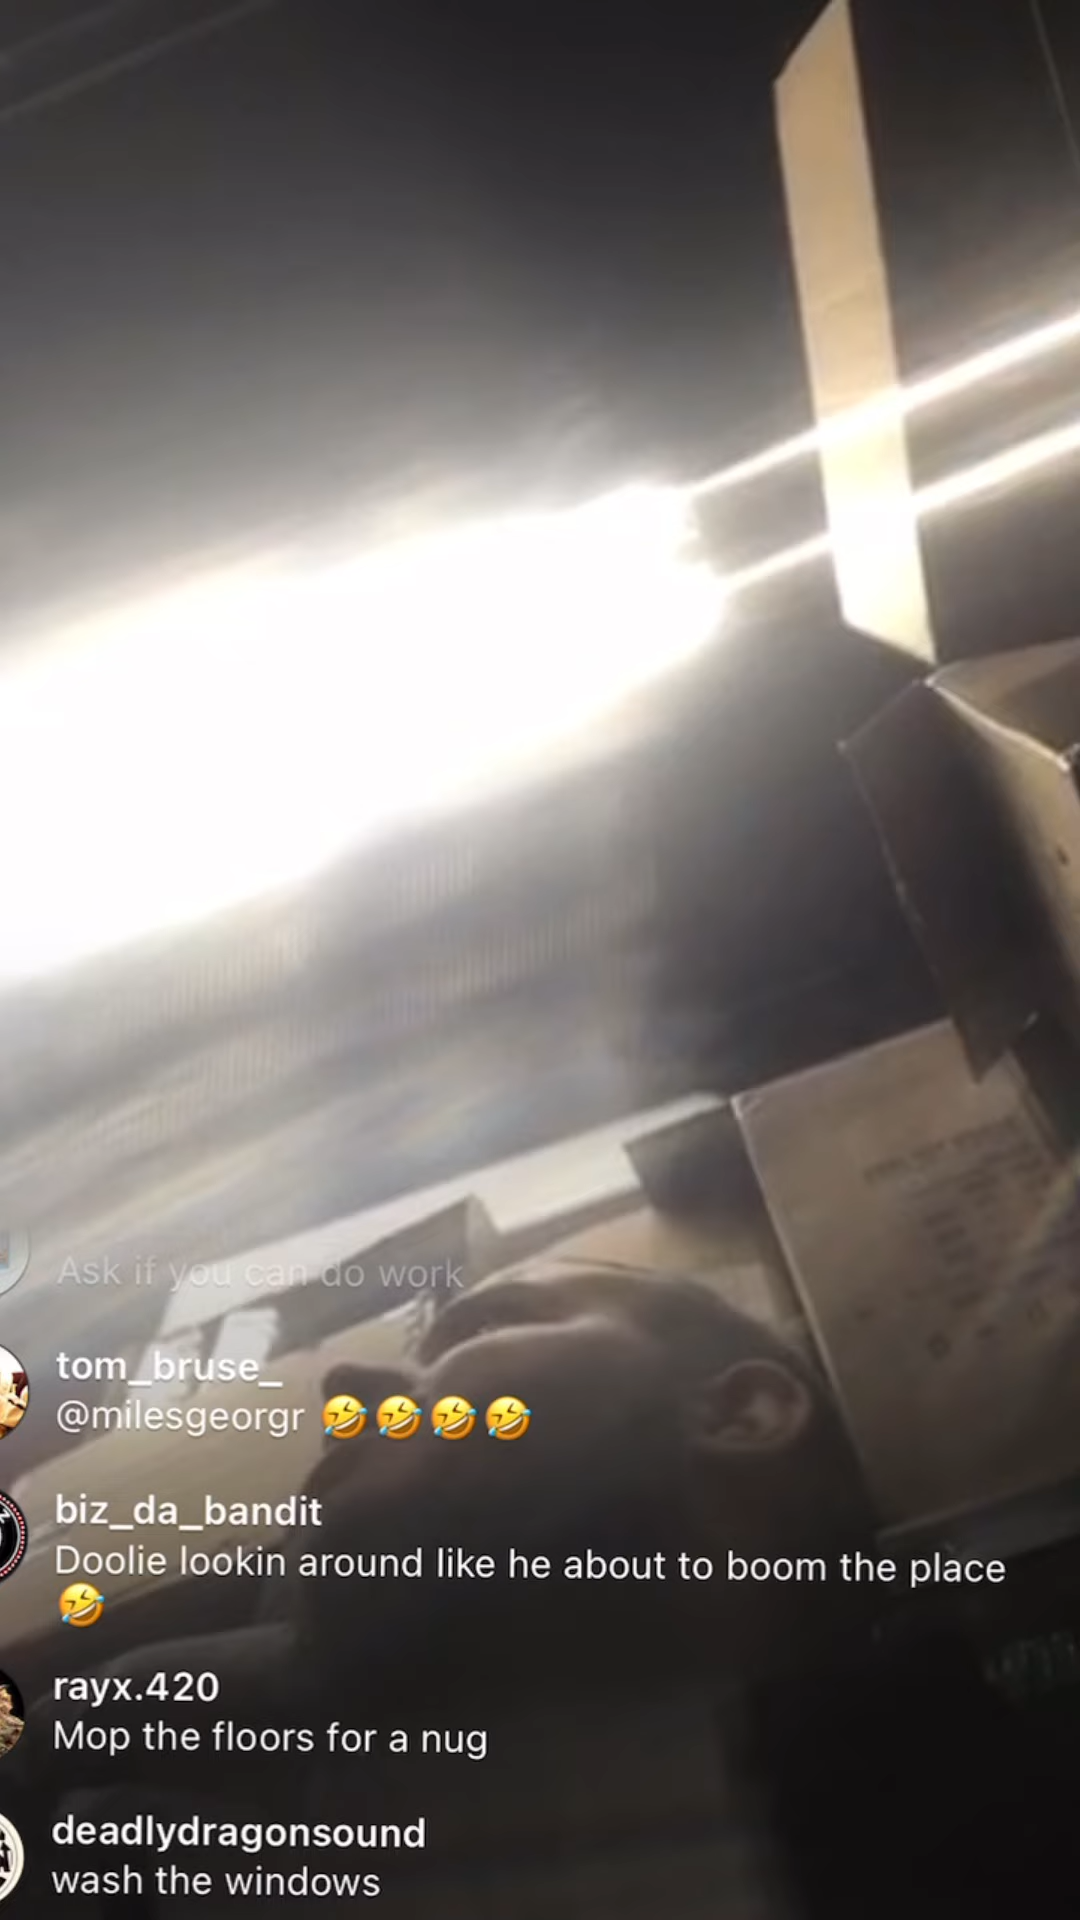 Ask if you can do work
tom_bruse_
@milesgeorgr 🤣🤣🤣🤣
biz_da_bandit
Doolie lookin around like he about to boom the place
🤣
rayx.420
Mop the floors for a nug
deadlydragonsound
wash the windows